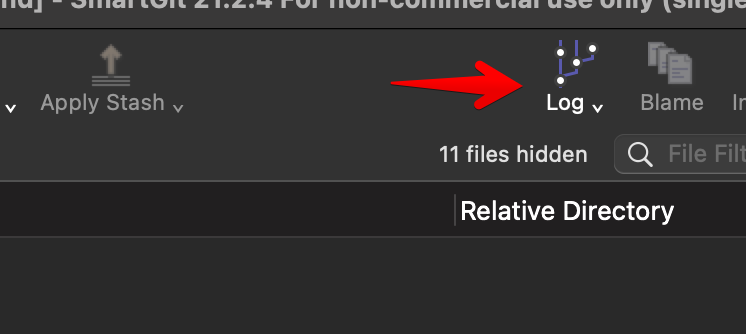 - SmartGit 21.2.4 For non-commercial use only (single
Apply Stash
Log
Blame
11 files hidden
File Filt
Relative Directory